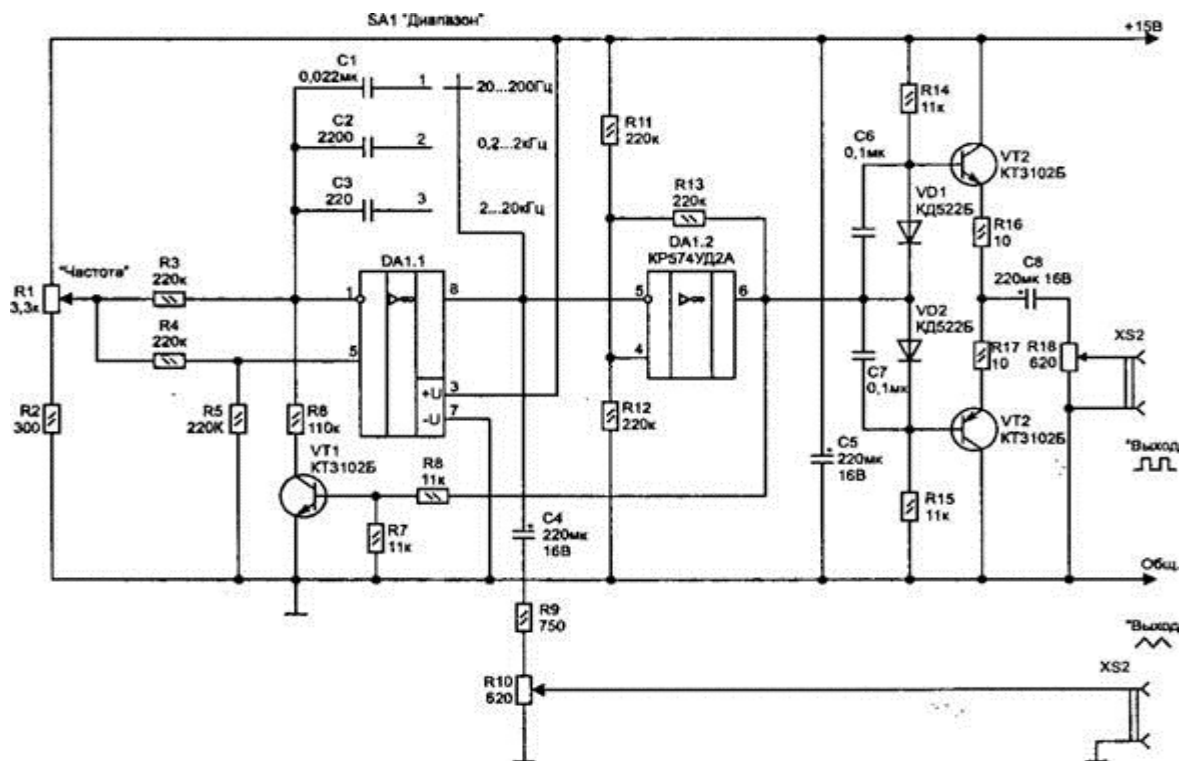 SA1 "Диапазон"
+15В
C1
0,022мк
1
20...200Гц
C2
2200
2
0,2...2кГц
C3
220
3
2...20кГц
R11
220к
R13
220к
R14
11к
C6
0,1мк
VT2
КТ3102Б
VD1
КД522Б
R16
10
C8
220мк 16В
"Частота"
R1
3,3к
R3
220к
R4
220к
DA1.1
1
8
5
3
+U
7
-U
DA1.2
КР574УД2А
5
6
4
VD2
КД522Б
C7
0,1мк
R17
10
R18
620
XS2
R2
300
R5
220К
R6
110к
VT1
КТ3102Б
R8
11к
R7
11к
R12
220к
C4
220мк
16В
C5
220мк
16В
VT2
КТ3102Б
R15
11к
"Выход
Общ.
R9
750
R10
620
"Выход
XS2